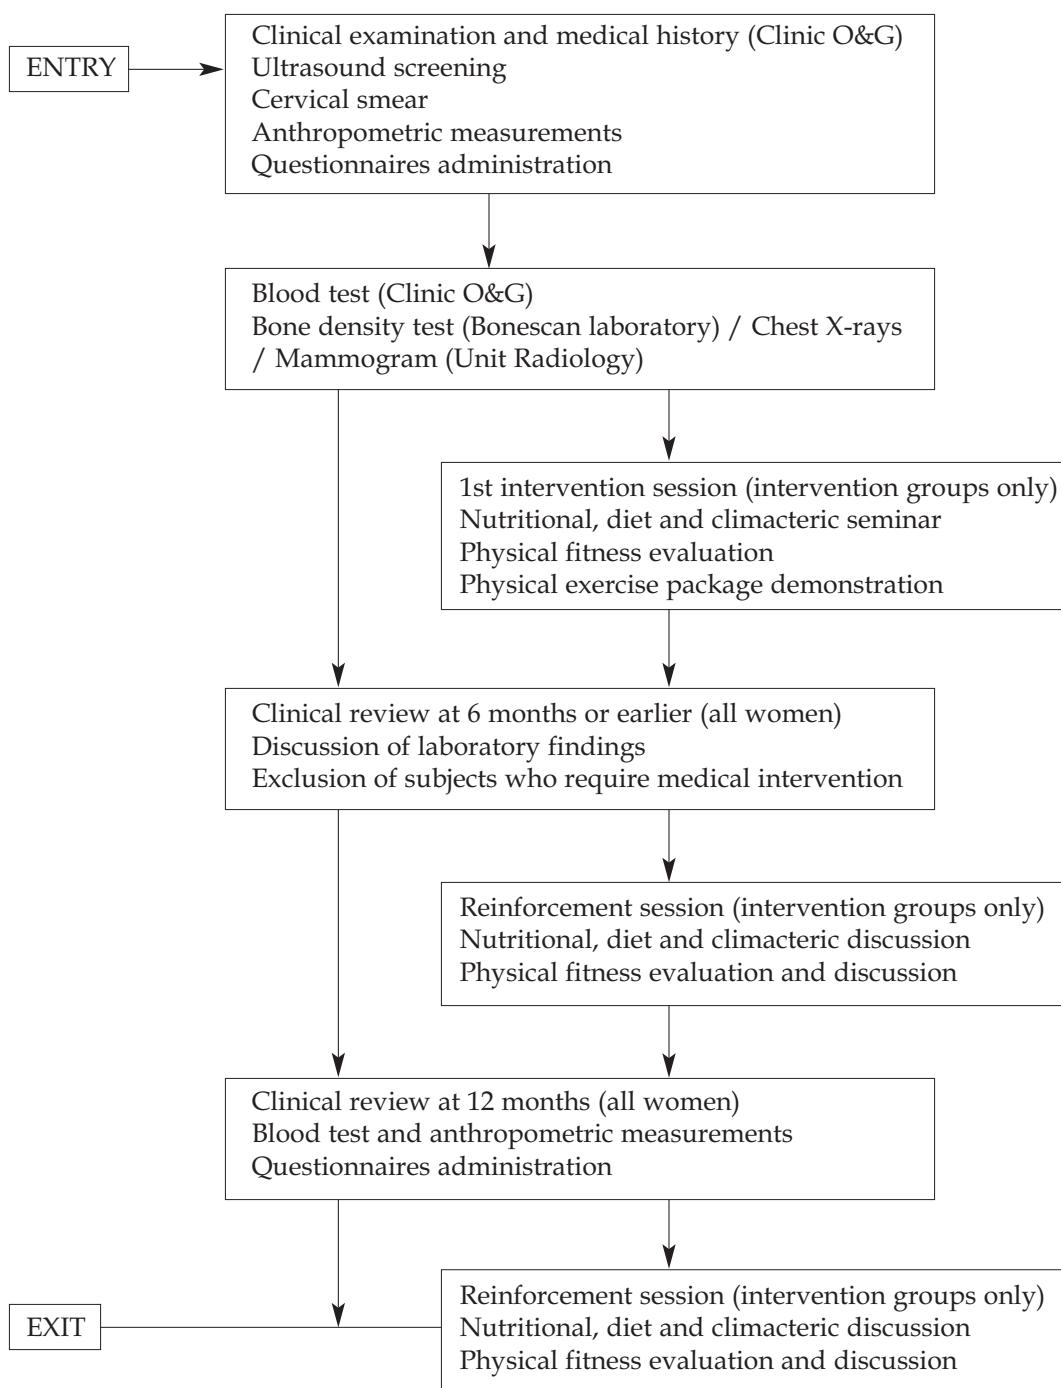 ENTRY
Clinical examination and medical history (Clinic O&G)
Ultrasound screening
Cervical smear
Anthropometric measurements
Questionnaires administration
Blood test (Clinic O&G)
Bone density test (Bonescan laboratory) / Chest X-rays
/ Mammogram (Unit Radiology)
1st intervention session (intervention groups only)
Nutritional, diet and climacteric seminar
Physical fitness evaluation
Physical exercise package demonstration
Clinical review at 6 months or earlier (all women)
Discussion of laboratory findings
Exclusion of subjects who require medical intervention
Reinforcement session (intervention groups only)
Nutritional, diet and climacteric discussion
Physical fitness evaluation and discussion
Clinical review at 12 months (all women)
Blood test and anthropometric measurements
Questionnaires administration
Reinforcement session (intervention groups only)
Nutritional, diet and climacteric discussion
Physical fitness evaluation and discussion
EXIT